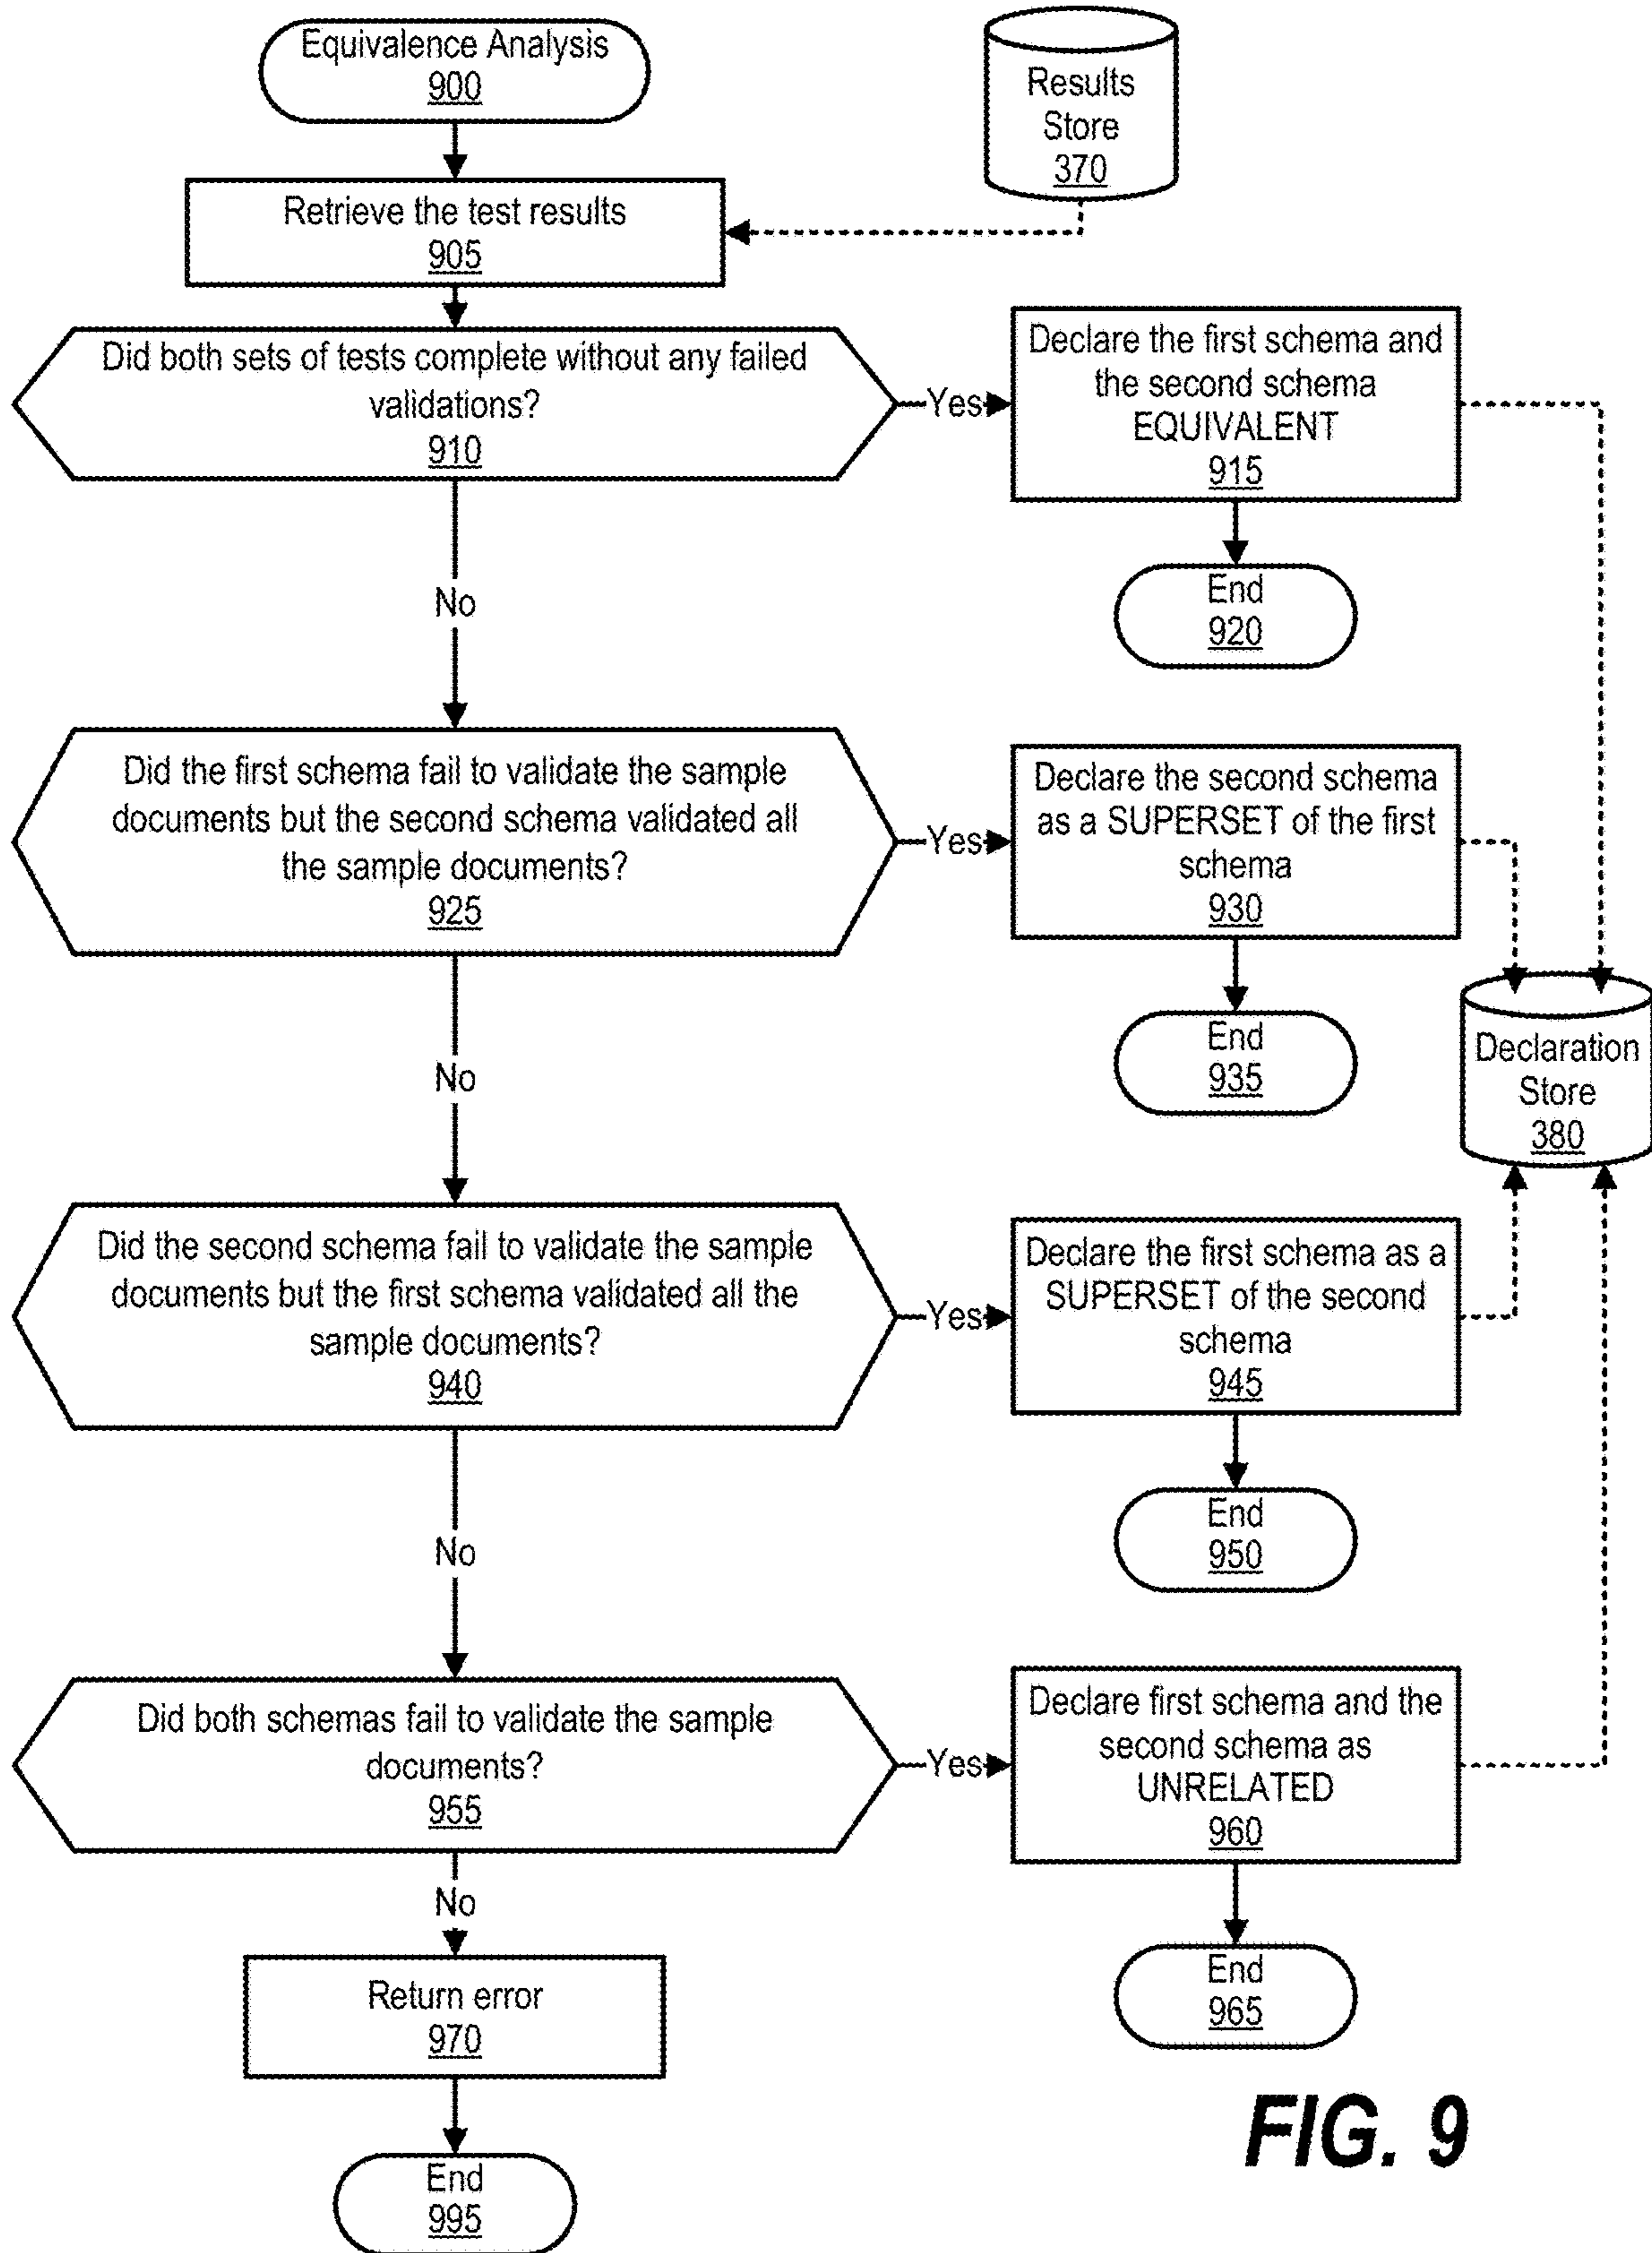 Equivalence Analysis
900
Results
Store
370
Retrieve the test results
905
Did both sets of tests complete without any failed
validations?
910
Yes
Declare the first schema and
the second schema
EQUIVALENT
915
No
End
920
Did the first schema fail to validate the sample
documents but the second schema validated all
the sample documents?
925
Yes
Declare the second schema
as a SUPERSET of the first
schema
930
No
End
935
Declaration
Store
380
Did the second schema fail to validate the sample
documents but the first schema validated all the
sample documents?
940
Yes
Declare the first schema as a
SUPERSET of the second
schema
945
No
End
950
Did both schemas fail to validate the sample
documents?
955
Yes
Declare first schema and the
second schema as
UNRELATED
960
No
Return error
970
End
965
End
995
FIG. 9